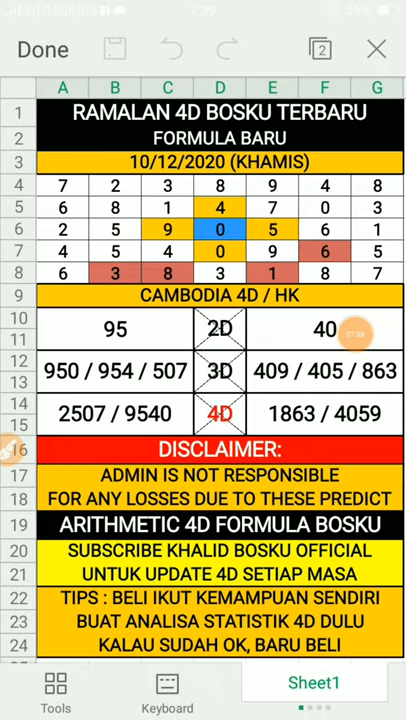 7:39
56%
Done
2
A B C D E F G
1 RAMALAN 4D BOSKU TERBARU
2 FORMULA BARU
3 10/12/2020 (KHAMIS)
4 7 2 3 8 9 4 8
5 6 8 1 4 7 0 3
6 2 5 9 0 5 6 1
7 4 5 4 0 9 6 5
8 6 3 8 3 1 8 7
9 CAMBODIA 4D / HK
10 95 2D 40
11
07:08
12 950 / 954 / 507 3D 409 / 405 / 863
13
14 2507 / 9540 4D 1863 / 4059
15
16 DISCLAIMER:
17 ADMIN IS NOT RESPONSIBLE
18 FOR ANY LOSSES DUE TO THESE PREDICT
19 ARITHMETIC 4D FORMULA BOSKU
20 SUBSCRIBE KHALID BOSKU OFFICIAL
21 UNTUK UPDATE 4D SETIAP MASA
22 TIPS : BELI IKUT KEMAMPUAN SENDIRI
23 BUAT ANALISA STATISTIK 4D DULU
24 KALAU SUDAH OK, BARU BELI
Tools Keyboard Sheet1